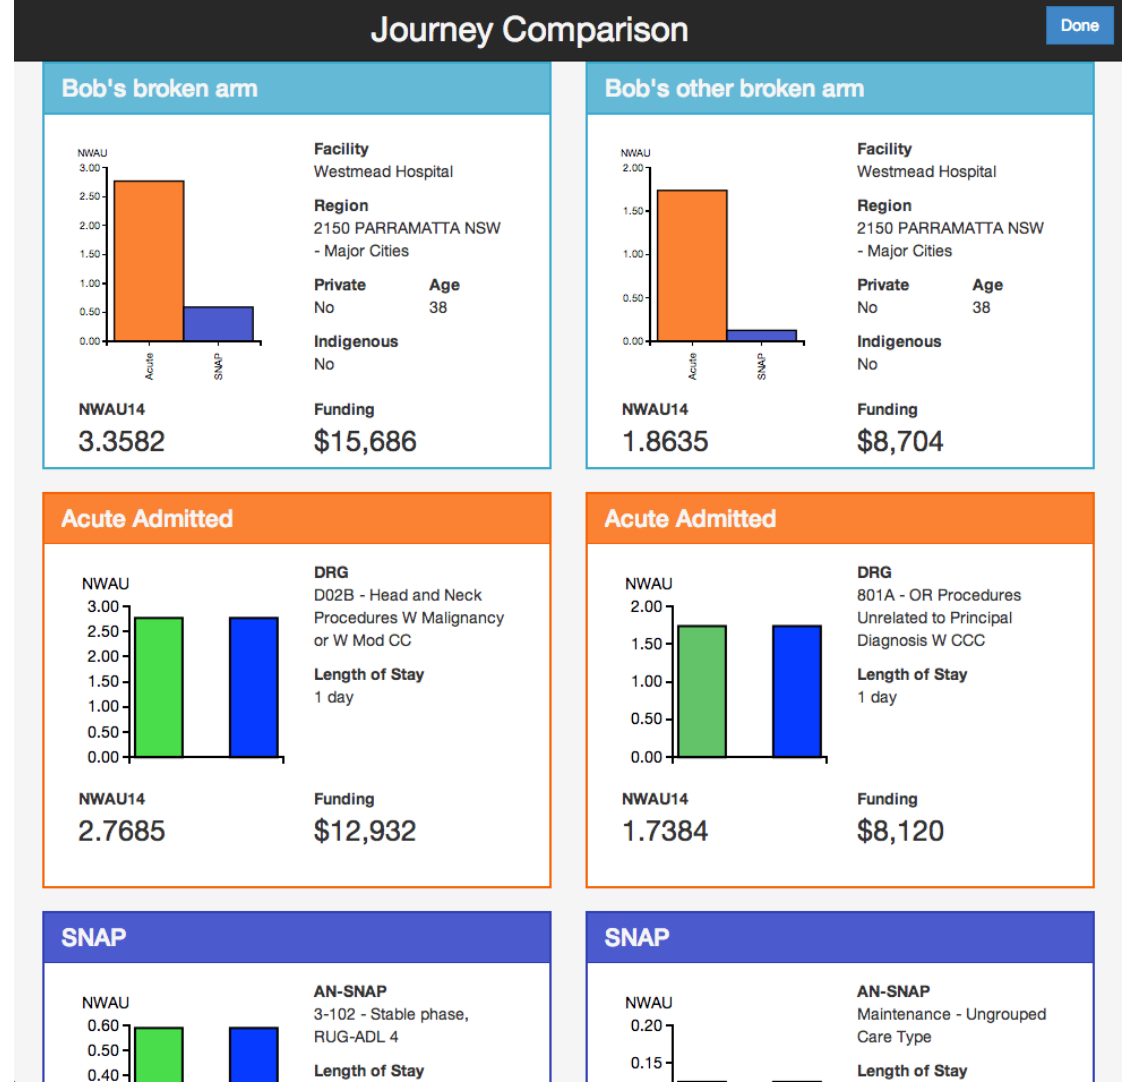 Journey Comparison
Done
Bob's broken arm
NWAU
3.00
2.50
2.00
1.50
1.00
0.50
0.00
Acute
SNAP
Facility
Westmead Hospital
Region
2150 PARRAMATTA NSW
- Major Cities
Private Age
No 38
Indigenous
No
NWAU14 Funding
3.3582 $15,686
Bob's other broken arm
NWAU
2.00
1.50
1.00
0.50
0.00
Acute
SNAP
Facility
Westmead Hospital
Region
2150 PARRAMATTA NSW
- Major Cities
Private Age
No 38
Indigenous
No
NWAU14 Funding
1.8635 $8,704
Acute Admitted
NWAU
3.00
2.50
2.00
1.50
1.00
0.50
0.00
DRG
D02B - Head and Neck
Procedures W Malignancy
or W Mod CC
Length of Stay
1 day
NWAU14 Funding
2.7685 $12,932
Acute Admitted
NWAU
2.00
1.50
1.00
0.50
0.00
DRG
801A - OR Procedures
Unrelated to Principal
Diagnosis W CCC
Length of Stay
1 day
NWAU14 Funding
1.7384 $8,120
SNAP
NWAU
0.60
0.50
0.40
AN-SNAP
3-102 - Stable phase,
RUG-ADL 4
Length of Stay
SNAP
NWAU
0.20
0.15
AN-SNAP
Maintenance - Ungrouped
Care Type
Length of Stay